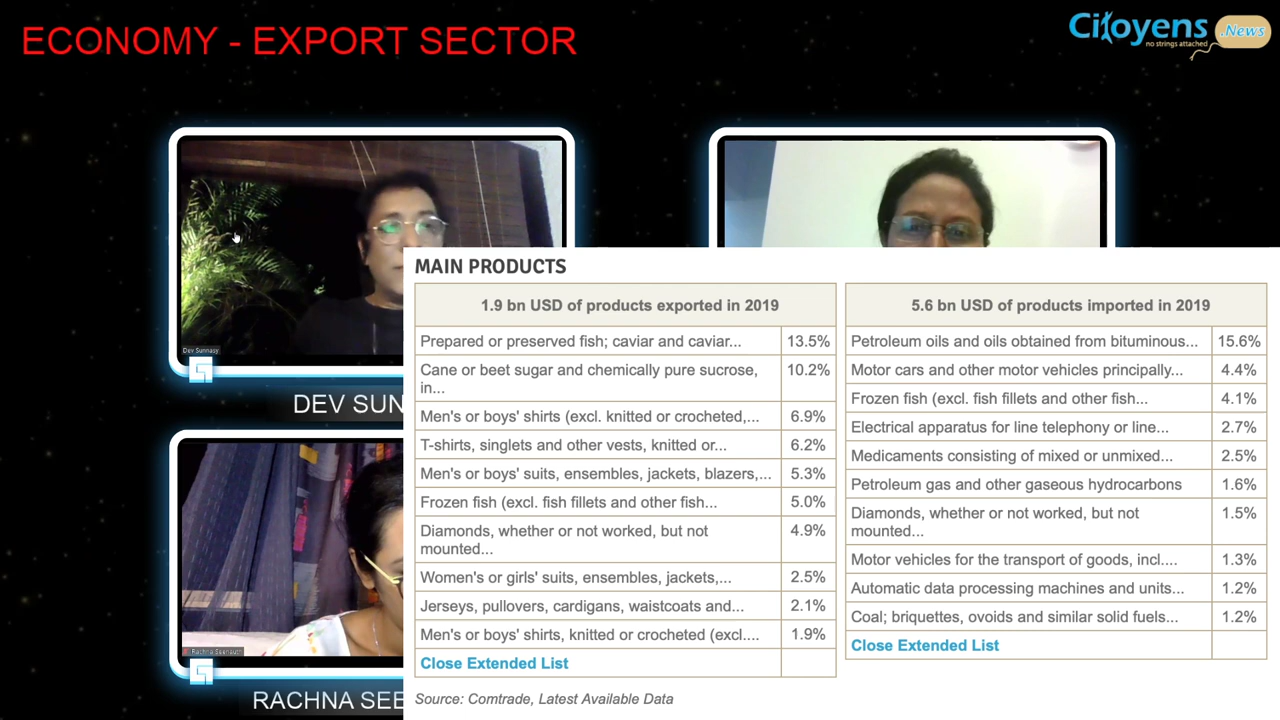 ECONOMY - EXPORT SECTOR
Citoyens
.News
no strings attached
Dev Sunnasy
DEV SUN
Rachna Seenauth
RACHNA SEE
MAIN PRODUCTS
1.9 bn USD of products exported in 2019
Prepared or preserved fish; caviar and caviar... 13.5%
Cane or beet sugar and chemically pure sucrose, 10.2%
in...
Men's or boys' shirts (excl. knitted or crocheted,... 6.9%
T-shirts, singlets and other vests, knitted or... 6.2%
Men's or boys' suits, ensembles, jackets, blazers,... 5.3%
Frozen fish (excl. fish fillets and other fish... 5.0%
Diamonds, whether or not worked, but not 4.9%
mounted...
Women's or girls' suits, ensembles, jackets,... 2.5%
Jerseys, pullovers, cardigans, waistcoats and... 2.1%
Men's or boys' shirts, knitted or crocheted (excl.... 1.9%
Close Extended List
5.6 bn USD of products imported in 2019
Petroleum oils and oils obtained from bituminous... 15.6%
Motor cars and other motor vehicles principally... 4.4%
Frozen fish (excl. fish fillets and other fish... 4.1%
Electrical apparatus for line telephony or line... 2.7%
Medicaments consisting of mixed or unmixed... 2.5%
Petroleum gas and other gaseous hydrocarbons 1.6%
Diamonds, whether or not worked, but not 1.5%
mounted...
Motor vehicles for the transport of goods, incl.... 1.3%
Automatic data processing machines and units... 1.2%
Coal; briquettes, ovoids and similar solid fuels... 1.2%
Close Extended List
Source: Comtrade, Latest Available Data